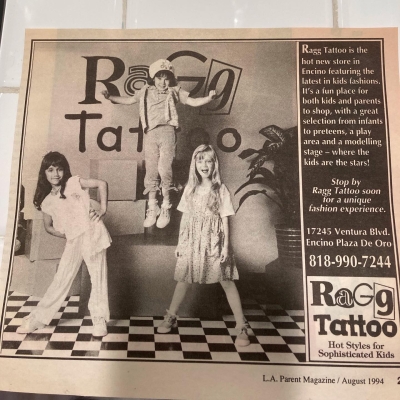 Ragg
Tattoo
Ragg Tattoo is the
hot new store in
Encino featuring the
latest in kids fashions.
It's a fun place for
both kids and parents
to shop, with a great
selection from infants
to preteens, a play
area and a modelling
stage – where the
kids are the stars!
Stop by
Ragg Tattoo soon
for a unique
fashion experience.
17245 Ventura Blvd.
Encino Plaza De Oro
818-990-7244
RaGg
Tattoo
Hot Styles for
Sophisticated Kids
L.A. Parent Magazine / August 1994